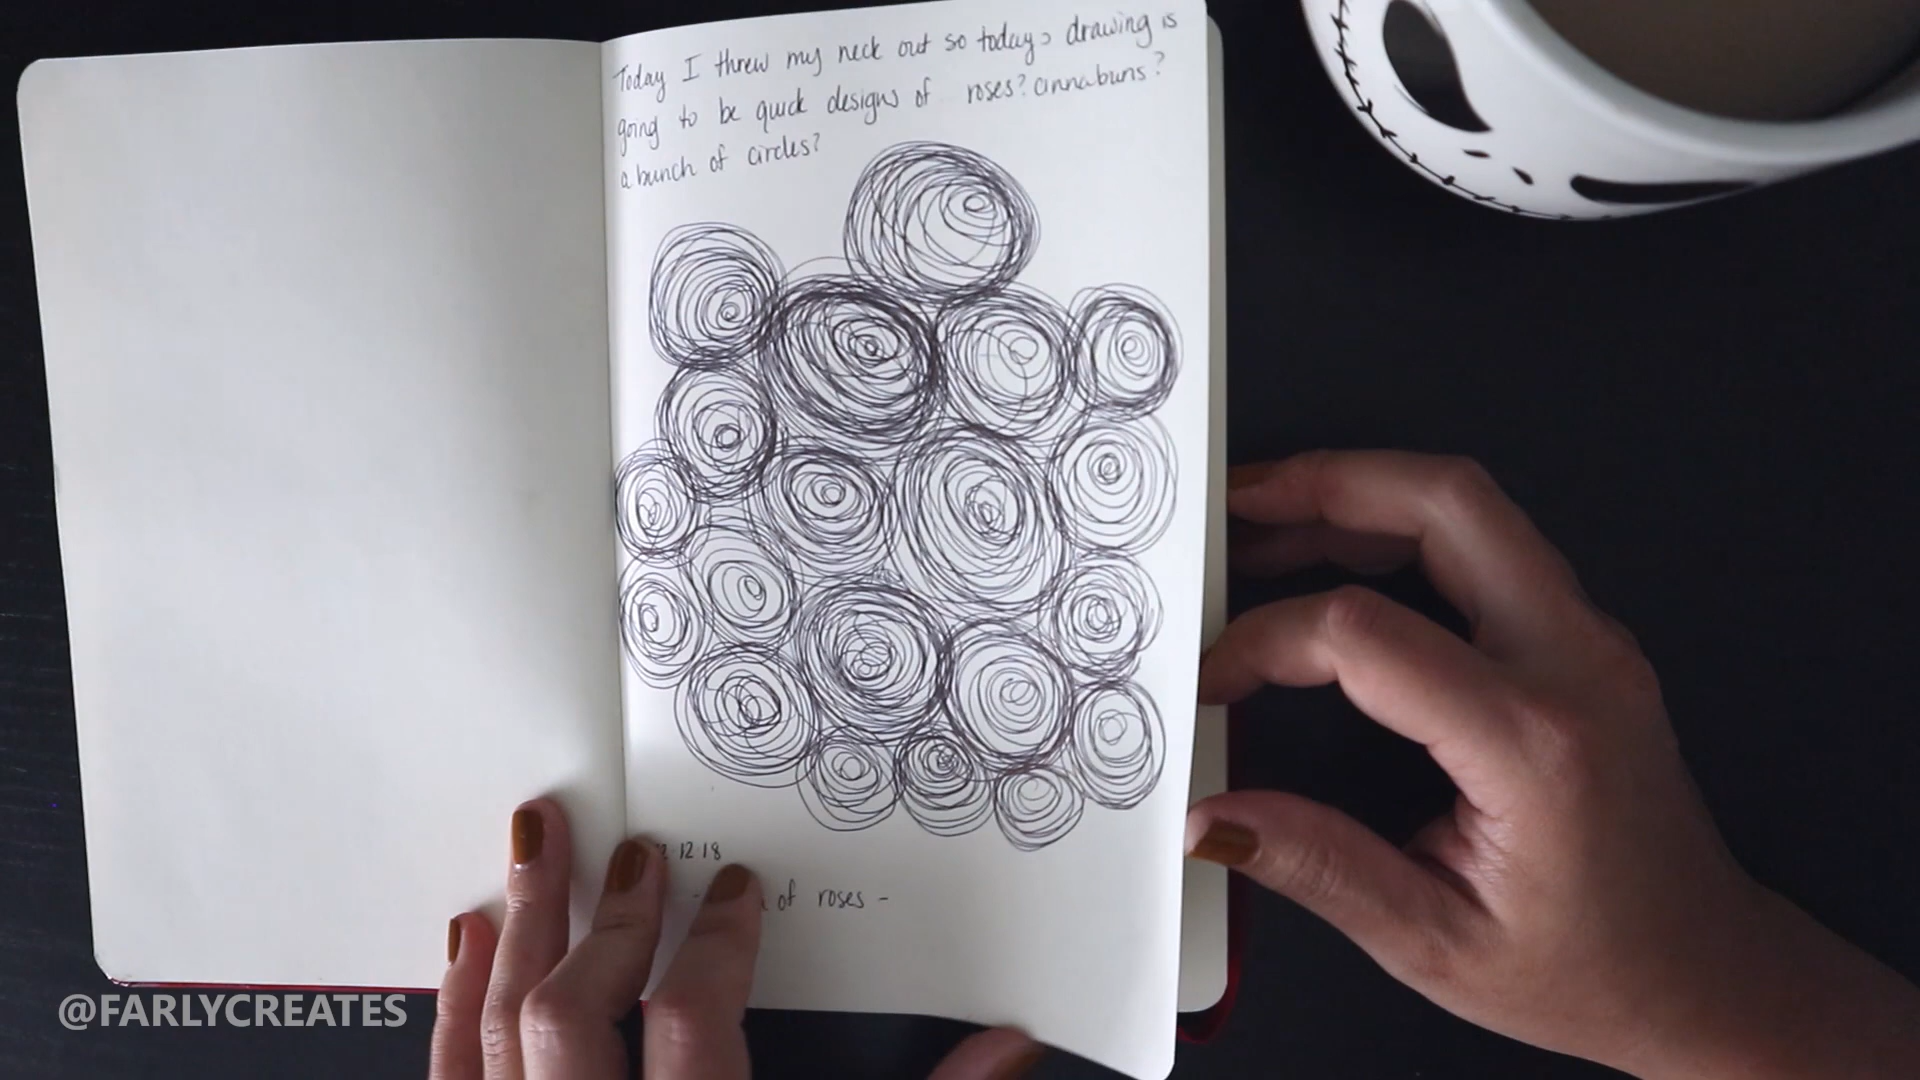 Today I threw my neck out so todays drawing is
going to be quick designs of roses? cinnabuns?
a bunch of circles?
12 18
of roses -
@FARLYCREATES